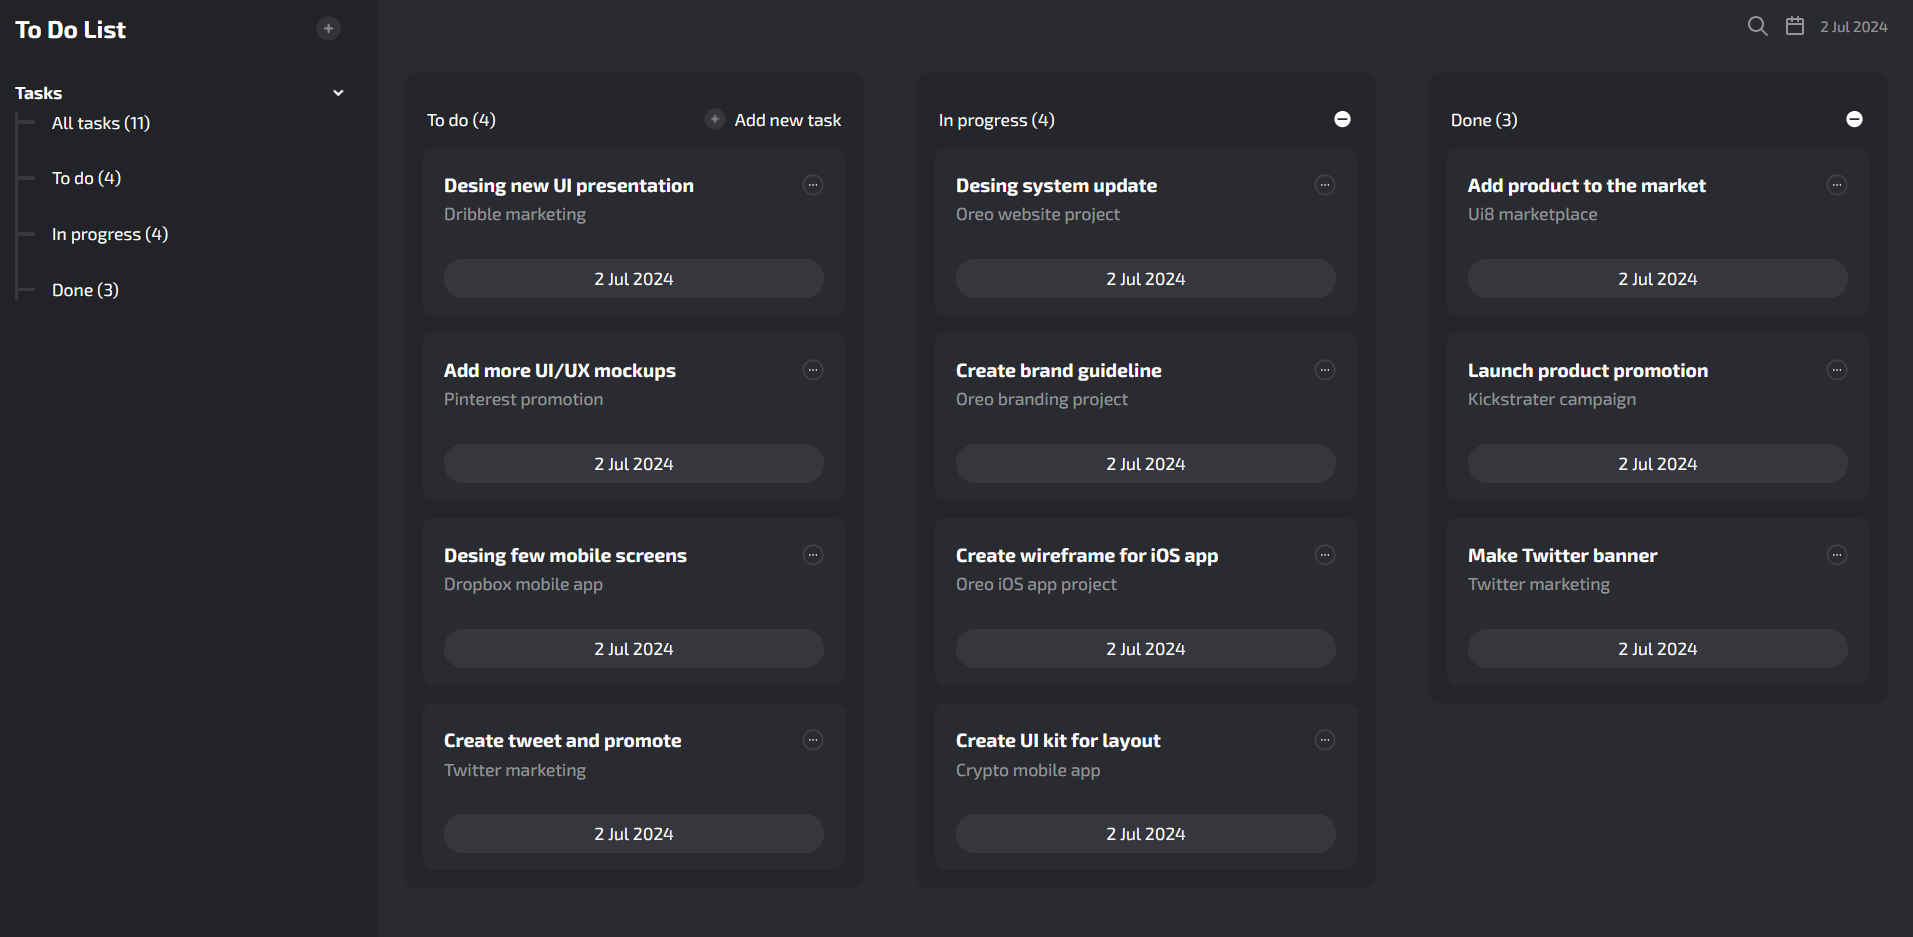 To Do List
Tasks
All tasks (11)
To do (4)
In progress (4)
Done (3)
2 Jul 2024
To do (4)
Add new task
Desing new UI presentation
Dribble marketing
2 Jul 2024
Add more UI/UX mockups
Pinterest promotion
2 Jul 2024
Desing few mobile screens
Dropbox mobile app
2 Jul 2024
Create tweet and promote
Twitter marketing
2 Jul 2024
In progress (4)
Desing system update
Oreo website project
2 Jul 2024
Create brand guideline
Oreo branding project
2 Jul 2024
Create wireframe for iOS app
Oreo iOS app project
2 Jul 2024
Create UI kit for layout
Crypto mobile app
2 Jul 2024
Done (3)
Add product to the market
Ui8 marketplace
2 Jul 2024
Launch product promotion
Kickstrater campaign
2 Jul 2024
Make Twitter banner
Twitter marketing
2 Jul 2024